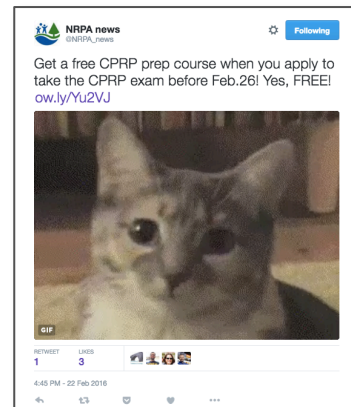 NRPA news
@NRPA_news
Following
Get a free CPRP prep course when you apply to
take the CPRP exam before Feb.26! Yes, FREE!
ow.ly/Yu2VJ
GIF
RETWEET LIKES
1 3
4:45 PM - 22 Feb 2016